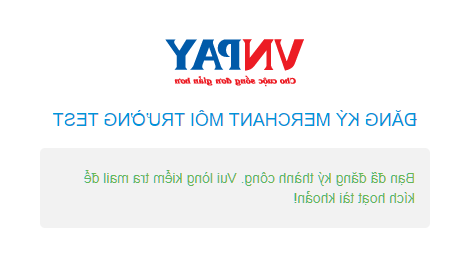 VNPAY
Cho cuộc sống đơn giản hơn
ĐĂNG KÝ MERCHANT MÔI TRƯỜNG TEST
Bạn đã đăng ký thành công. Vui lòng kiểm tra mail để
kích hoạt tài khoản!